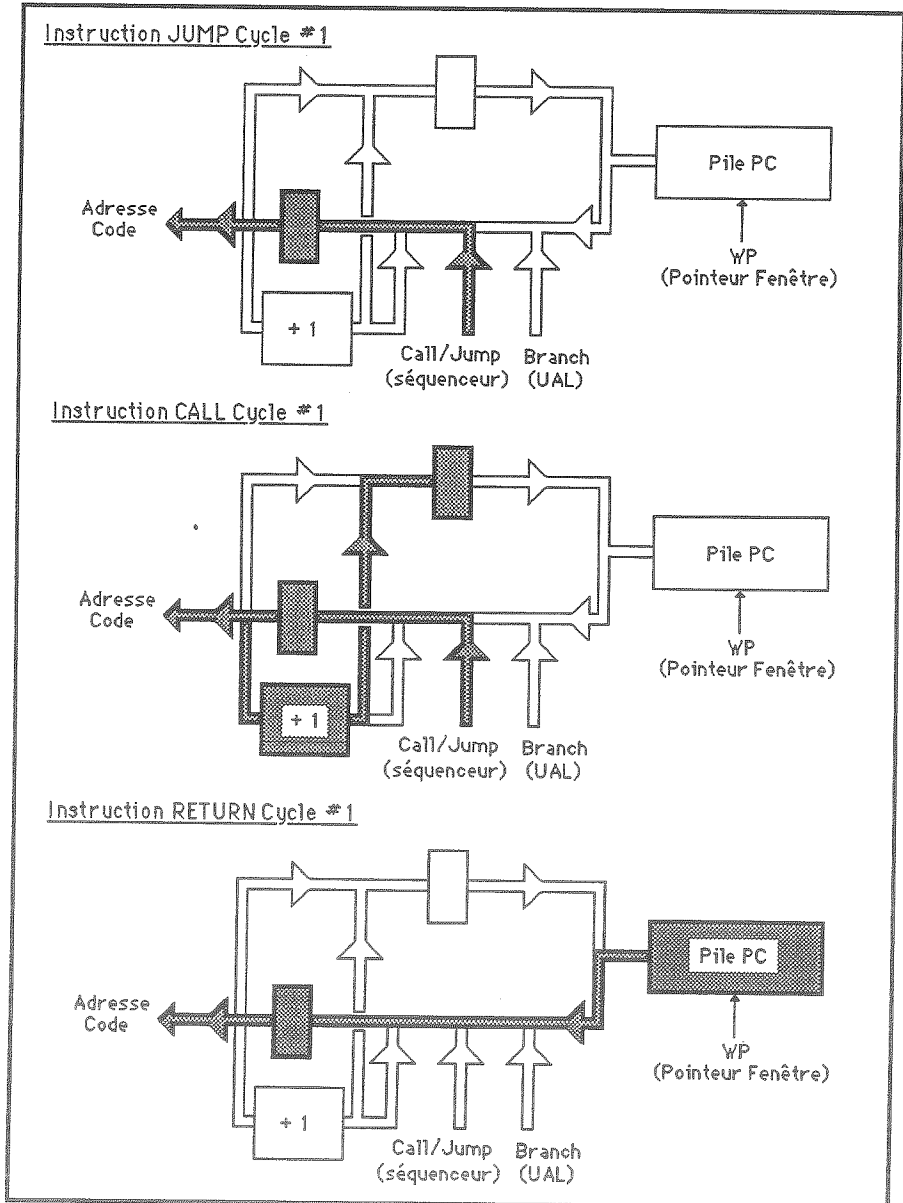 Instruction JUMP Cycle #1
Pile PC
Adresse
Code
WP
(Pointeur Fenêtre)
+ 1
Call/Jump
(séquenceur)
Branch
(UAL)
Instruction CALL Cycle #1
Pile PC
Adresse
Code
WP
(Pointeur Fenêtre)
+ 1
Call/Jump
(séquenceur)
Branch
(UAL)
Instruction RETURN Cycle #1
Pile PC
Adresse
Code
WP
(Pointeur Fenêtre)
+ 1
Call/Jump
(séquenceur)
Branch
(UAL)